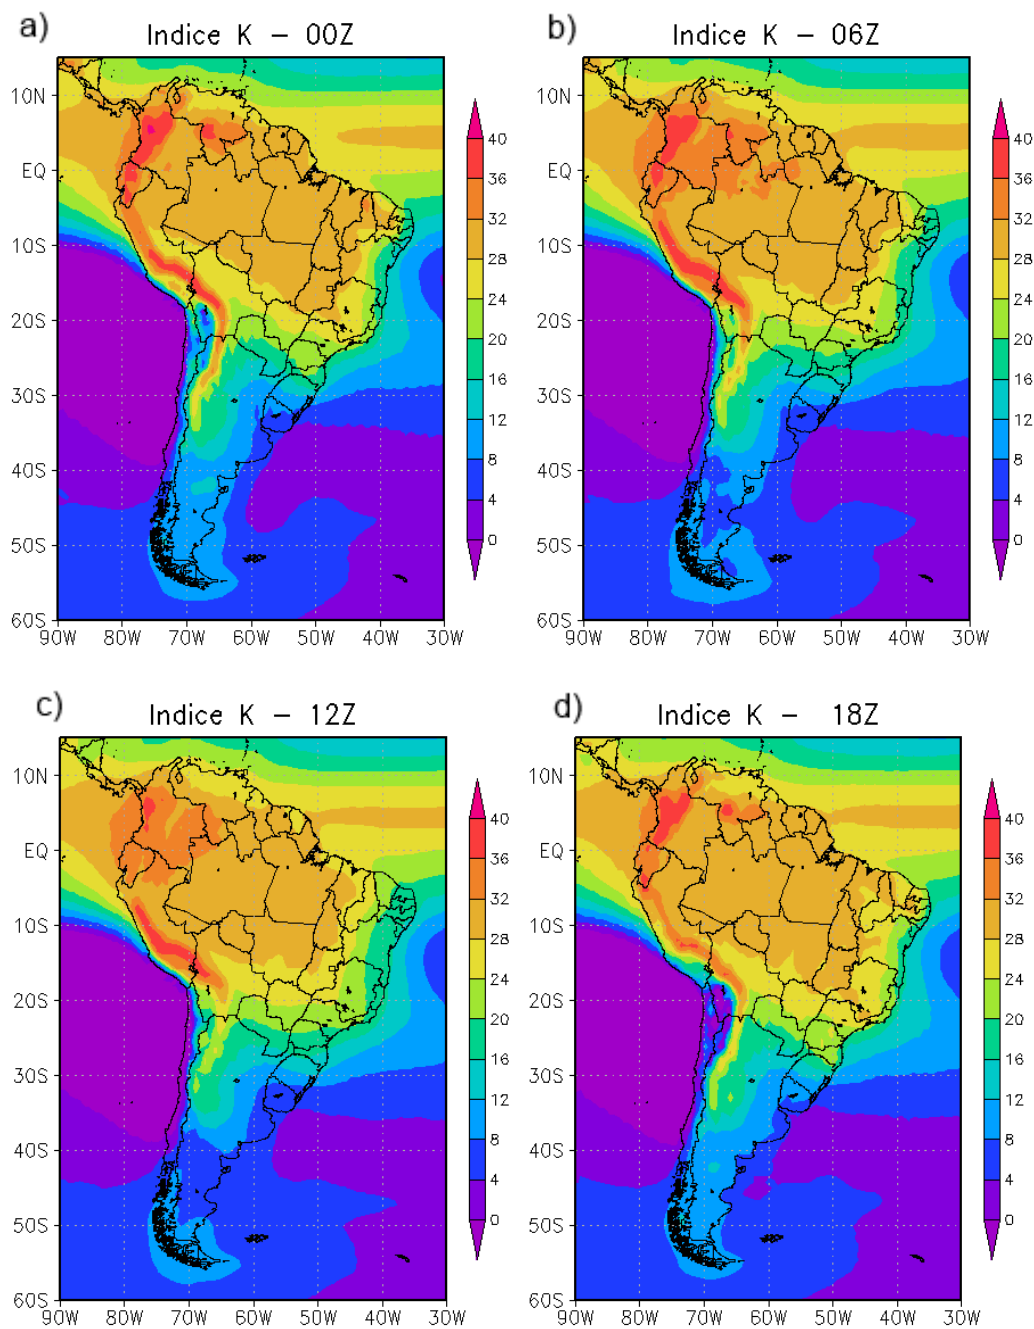 a)
Indice K – 00Z
10N
EQ
10S
20S
30S
40S
50S
60S
90W 80W 70W 60W 50W 40W 30W
40
36
32
28
24
20
16
12
8
4
0
b)
Indice K – 06Z
10N
EQ
10S
20S
30S
40S
50S
60S
90W 80W 70W 60W 50W 40W 30W
40
36
32
28
24
20
16
12
8
4
0
c)
Indice K – 12Z
10N
EQ
10S
20S
30S
40S
50S
60S
90W 80W 70W 60W 50W 40W 30W
40
36
32
28
24
20
16
12
8
4
0
d)
Indice K – 18Z
10N
EQ
10S
20S
30S
40S
50S
60S
90W 80W 70W 60W 50W 40W 30W
40
36
32
28
24
20
16
12
8
4
0